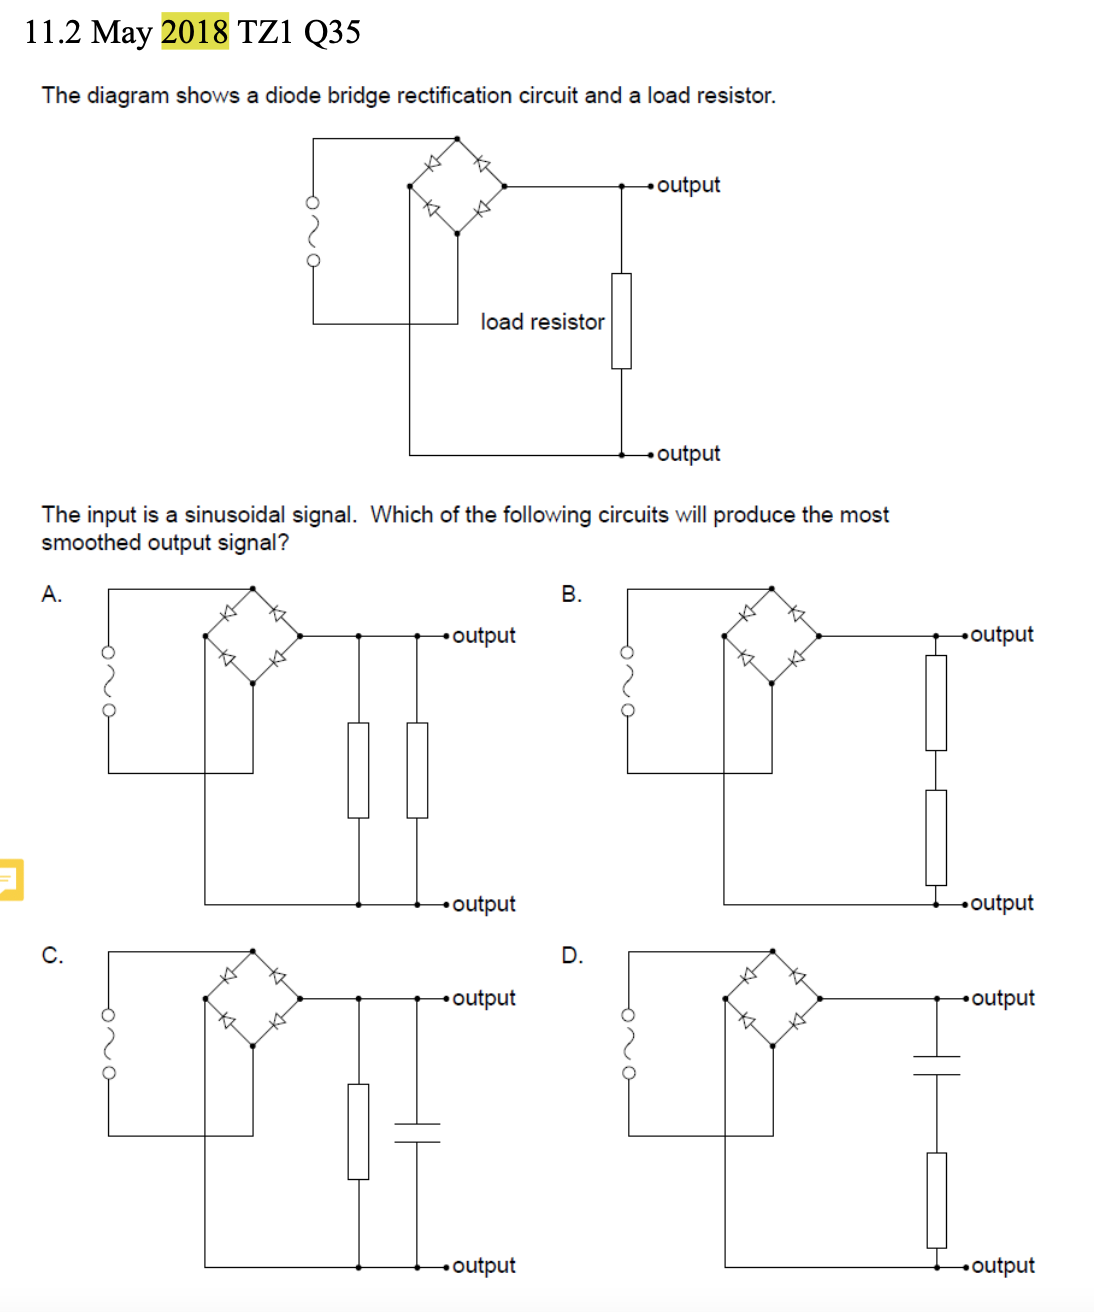 11.2 May 2018 TZ1 Q35
The diagram shows a diode bridge rectification circuit and a load resistor.
output
load resistor
output
The input is a sinusoidal signal. Which of the following circuits will produce the most
smoothed output signal?
A.
output
output
B.
output
output
C.
output
output
D.
output
output